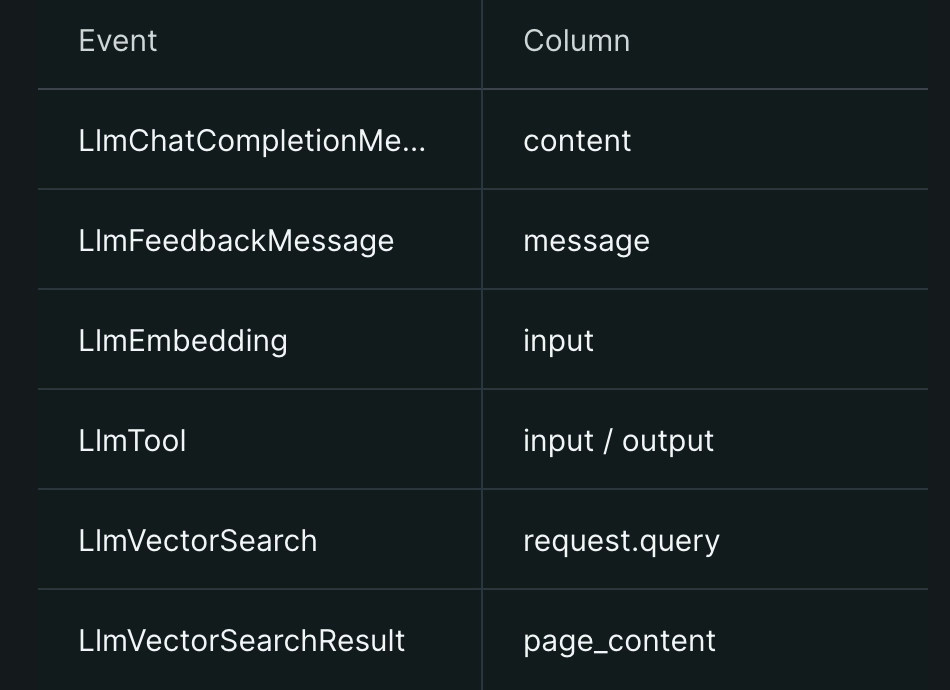 Event Column
LlmChatCompletionMe... content
LlmFeedbackMessage message
LlmEmbedding input
LlmTool input / output
LlmVectorSearch request.query
LlmVectorSearchResult page_content